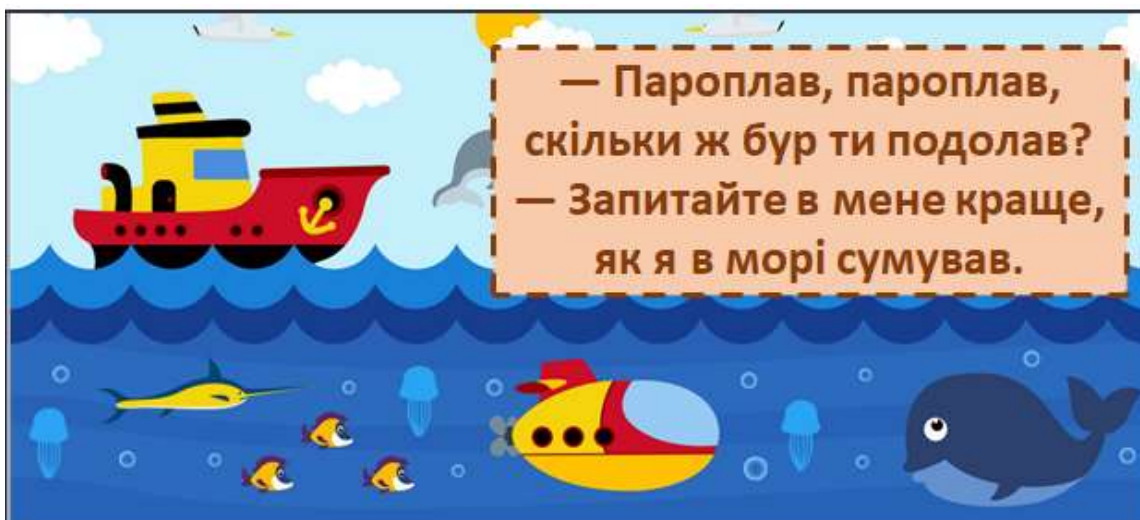 — Пароплав, пароплав,
скільки ж бур ти подолав?
— Запитайте в мене краще,
як я в морі сумував.